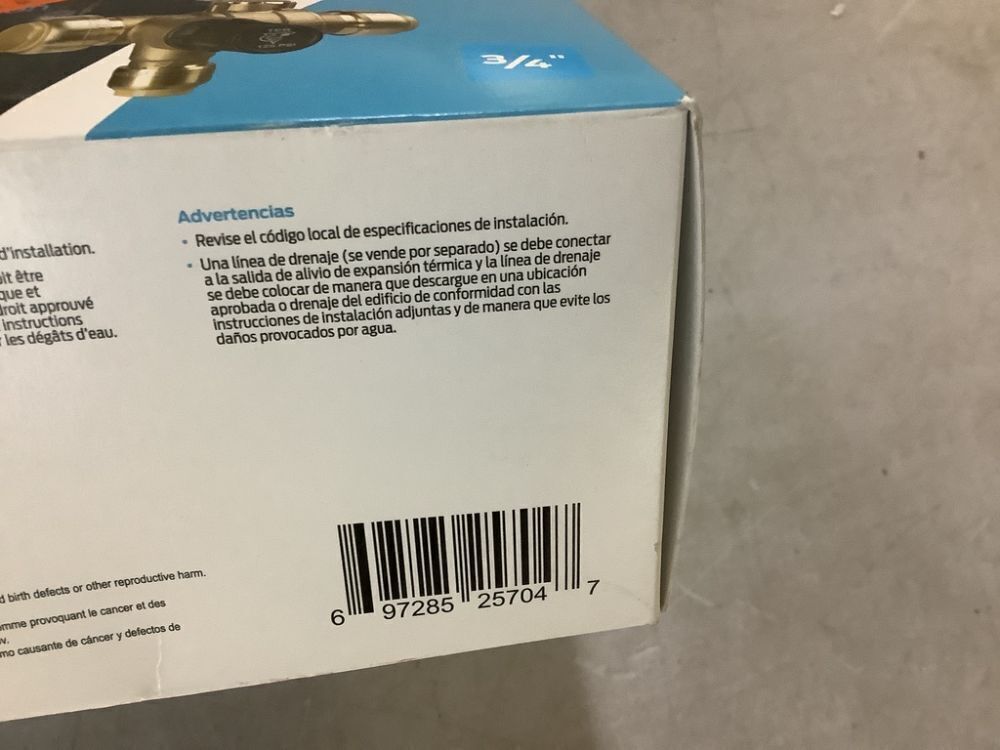 3/4"
Advertencias
• Revise el código local de especificaciones de instalación.
• Una línea de drenaje (se vende por separado) se debe conectar
a la salida de alivio de expansión térmica y la línea de drenaje
se debe colocar de manera que descargue en una ubicación
aprobada o drenaje del edificio de conformidad con las
instrucciones de instalación adjuntas y de manera que evite los
daños provocados por agua.
d'installation.
it être
que et
droit approuvé
instructions
les dégâts d'eau.
d birth defects or other reproductive harm.
omme provoquant le cancer et des
v.
mo causante de cáncer y defectos de
6 97285 25704 7